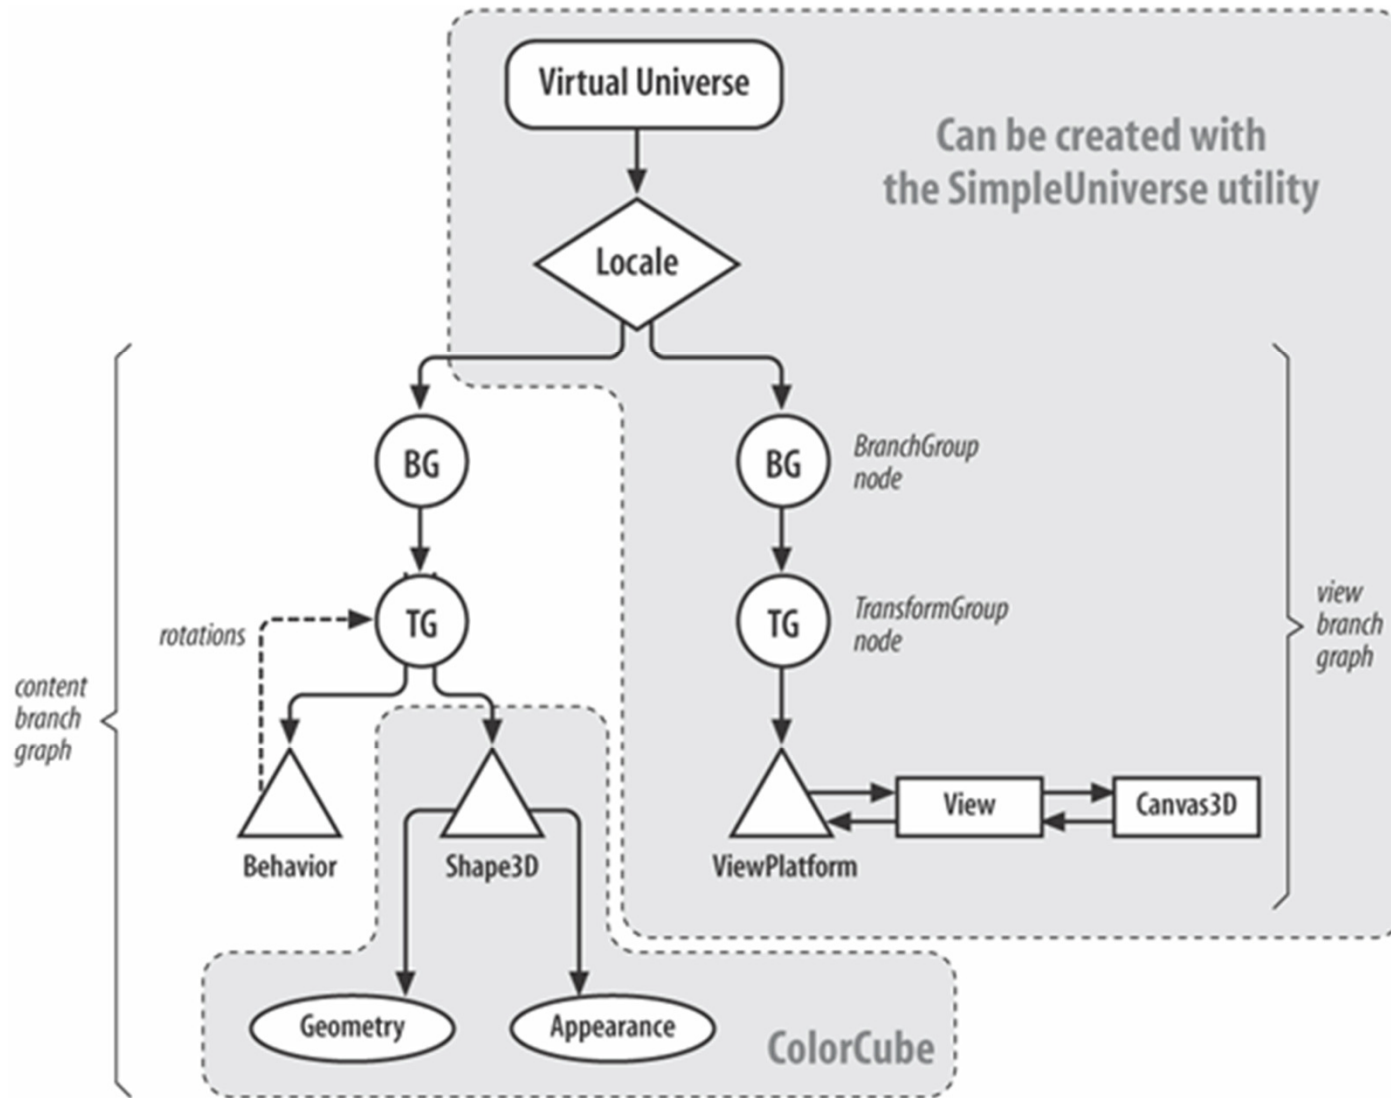 Virtual Universe
Can be created with
the SimpleUniverse utility
Locale
BG
BG
BranchGroup
node
rotations
TG
TG
TransformGroup
node
view
branch
graph
content
branch
graph
Behavior
Shape3D
ViewPlatform
View
Canvas3D
Geometry
Appearance
ColorCube